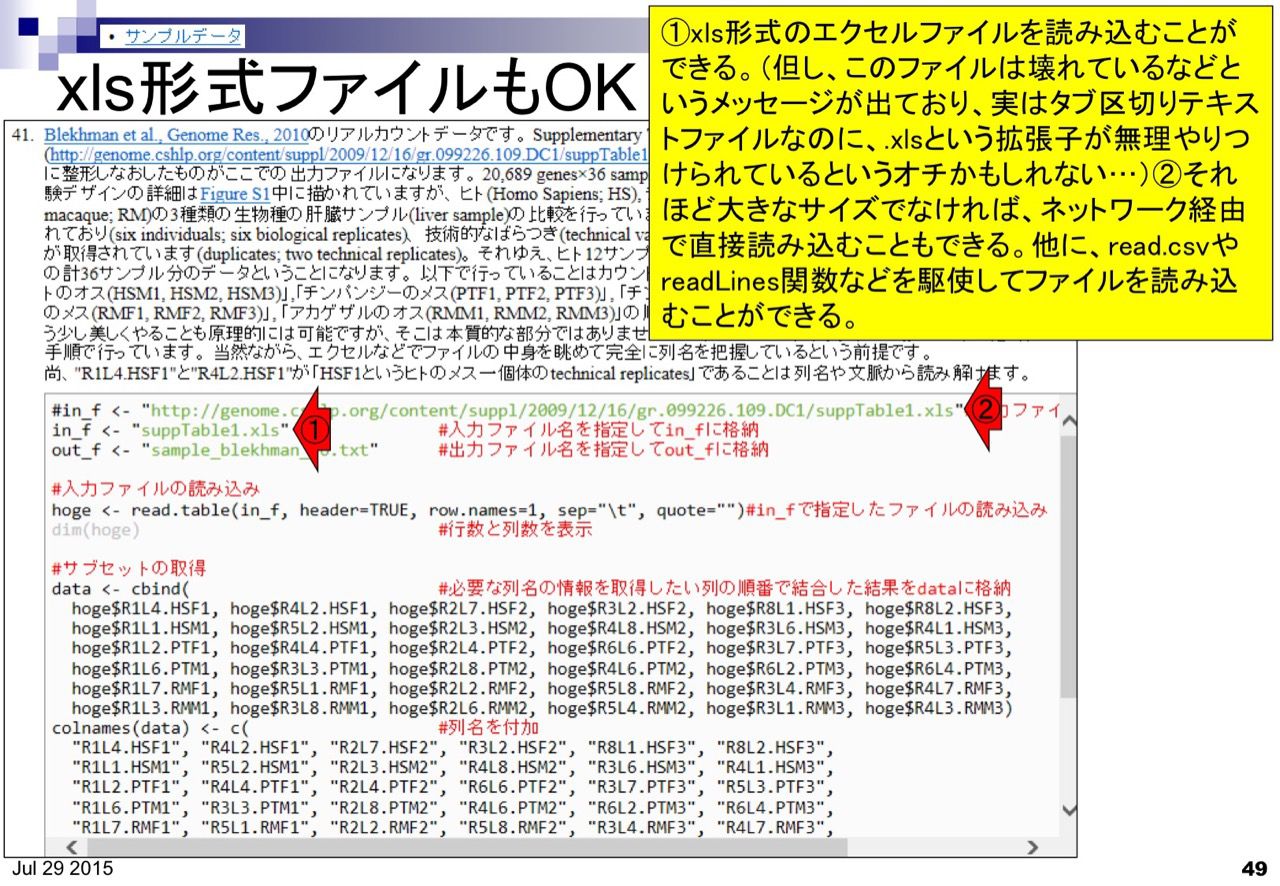 • サンプルデータ
xls形式ファイルもOK
①xls形式のエクセルファイルを読み込むことが
できる。（但し、このファイルは壊れているなどと
いうメッセージが出ており、実はタブ区切りテキス
トファイルなのに、.xlsという拡張子が無理やりつ
けられているというオチかもしれない…）②それ
ほど大きなサイズでなければ、ネットワーク経由
で直接読み込むこともできる。他に、read.csvや
readLines関数などを駆使してファイルを読み込
むことができる。
41. Blekhman et al., Genome Res., 2010のリアルカウントデータです。Supplementary
(http://genome.cshlp.org/content/suppl/2009/12/16/gr.099226.109.DC1/suppTable1
に整形しなおしたものがここでの出力ファイルになります。20,689 genes×36 samp
験デザインの詳細はFigure S1中に描かれていますが、ヒト(Homo Sapiens; HS),
macaque; RM)の3種類の生物種の肝臓サンプル(liver sample)の比較を行ってい
れており(six individuals; six biological replicates)、技術的なばらつき(technical va
が取得されています(duplicates; two technical replicates)。それゆえ、ヒト12サンプ
の計36サンプル分のデータということになります。以下で行っていることはカウン
トのオス(HSM1, HSM2, HSM3)」,「チンパンジーのメス(PTF1, PTF2, PTF3)」,「チ
のメス(RMF1, RMF2, RMF3)」,「アカゲザルのオス(RMM1, RMM2, RMM3)」の
う少し美しくやることも原理的には可能ですが、そこは本質的な部分ではありませ
手順で行っています。当然ながら、エクセルなどでファイルの中身を眺めて完全に列名を把握しているという前提です。
尚、"R1L4.HSF1"と"R4L2.HSF1"が「HSF1というヒトのメス一個体のtechnical replicates」であることは列名や文脈から読み解けます。
#in_f <- "http://genome.cshlp.org/content/suppl/2009/12/16/gr.099226.109.DC1/suppTable1.xls" ②力ファイ
in_f <- "suppTable1.xls" ① #入力ファイル名を指定してin_fに格納
out_f <- "sample_blekhman_ .txt" #出力ファイル名を指定してout_fに格納
#入力ファイルの読み込み
hoge <- read.table(in_f, header=TRUE, row.names=1, sep="\t", quote="")#in_fで指定したファイルの読み込み
dim(hoge) #行数と列数を表示
#サブセットの取得
data <- cbind( #必要な列名の情報を取得したい列の順番で結合した結果をdataに格納
hoge$R1L4.HSF1, hoge$R4L2.HSF1, hoge$R2L7.HSF2, hoge$R3L2.HSF2, hoge$R8L1.HSF3, hoge$R8L2.HSF3,
hoge$R1L1.HSM1, hoge$R5L2.HSM1, hoge$R2L3.HSM2, hoge$R4L8.HSM2, hoge$R3L6.HSM3, hoge$R4L1.HSM3,
hoge$R1L2.PTF1, hoge$R4L4.PTF1, hoge$R2L4.PTF2, hoge$R6L6.PTF2, hoge$R3L7.PTF3, hoge$R5L3.PTF3,
hoge$R1L6.PTM1, hoge$R3L3.PTM1, hoge$R2L8.PTM2, hoge$R4L6.PTM2, hoge$R6L2.PTM3, hoge$R6L4.PTM3,
hoge$R1L7.RMF1, hoge$R5L1.RMF1, hoge$R2L2.RMF2, hoge$R5L8.RMF2, hoge$R3L4.RMF3, hoge$R4L7.RMF3,
hoge$R1L3.RMM1, hoge$R3L8.RMM1, hoge$R2L6.RMM2, hoge$R5L4.RMM2, hoge$R3L1.RMM3, hoge$R4L3.RMM3)
colnames(data) <- c( #列名を付加
"R1L4.HSF1", "R4L2.HSF1", "R2L7.HSF2", "R3L2.HSF2", "R8L1.HSF3", "R8L2.HSF3",
"R1L1.HSM1", "R5L2.HSM1", "R2L3.HSM2", "R4L8.HSM2", "R3L6.HSM3", "R4L1.HSM3",
"R1L2.PTF1", "R4L4.PTF1", "R2L4.PTF2", "R6L6.PTF2", "R3L7.PTF3", "R5L3.PTF3",
"R1L6.PTM1", "R3L3.PTM1", "R2L8.PTM2", "R4L6.PTM2", "R6L2.PTM3", "R6L4.PTM3",
"R1L7.RMF1", "R5L1.RMF1", "R2L2.RMF2", "R5L8.RMF2", "R3L4.RMF3", "R4L7.RMF3",
Jul 29 2015
49